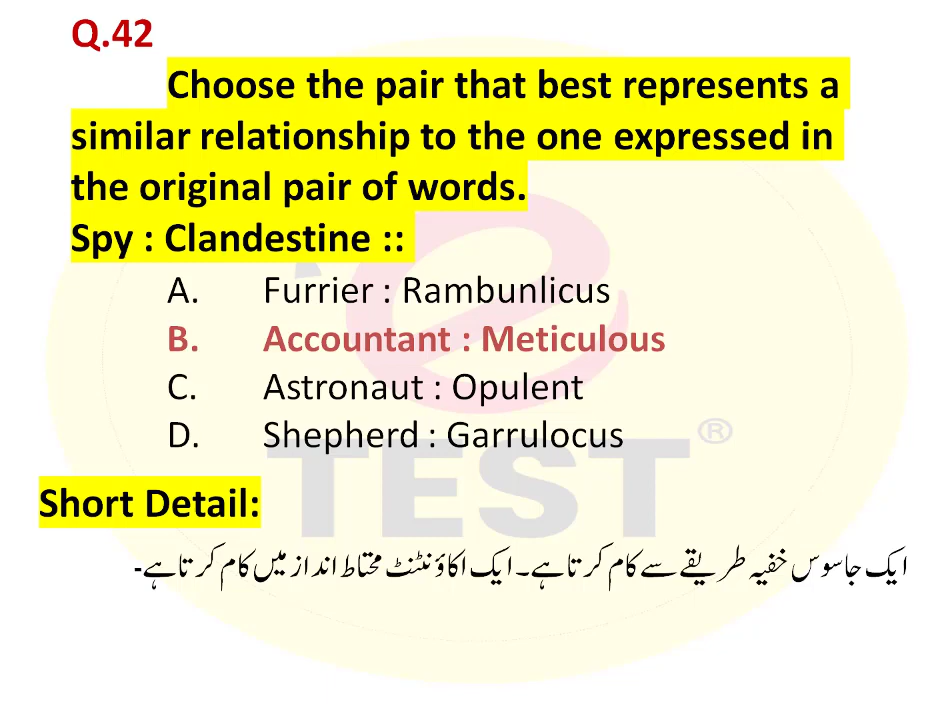 Q.42
Choose the pair that best represents a
similar relationship to the one expressed in
the original pair of words.
Spy : Clandestine ::
A. Furrier : Rambunlicus
B. Accountant : Meticulous
C. Astronaut : Opulent
D. Shepherd : Garrulocus
e
TEST®
Short Detail:
ایک جاسوس خفیہ طریقے سے کام کرتا ہے۔ ایک اکاؤنٹنٹ محتاط انداز میں کام کرتا ہے-